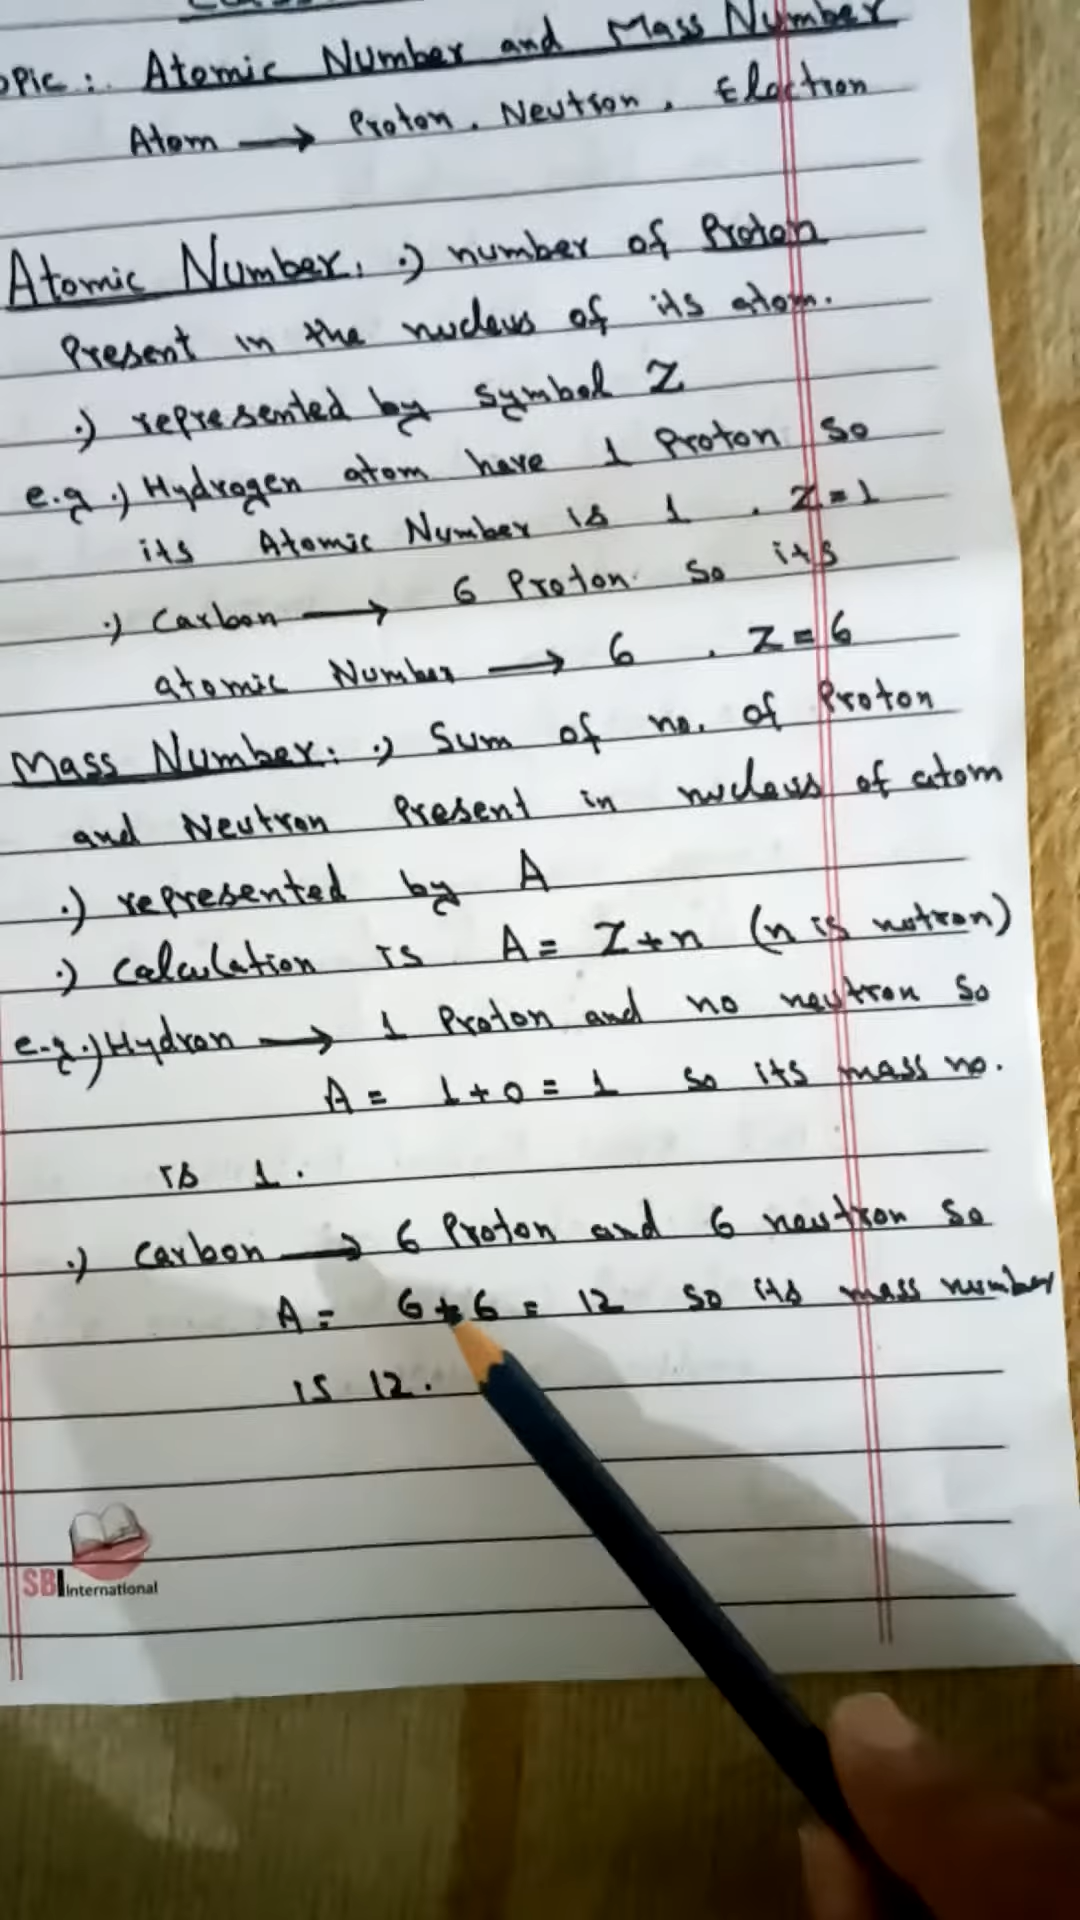 opic: Atomic Number and Mass Number
Atom → Proton, Neutron, Elactron
Atomic Number: .) number of Proton
Present in the nucleus of its atom.
.) represented by symbol Z
e.g .) Hydrogen atom have 1 Proton so
its Atomic Number is 1 . Z=1
.) Carbon → 6 Proton so its
atomic Number → 6 . Z=6
Mass Number: .) Sum of no. of Proton
and Neutron Present in nucleus of atom
.) represented by A
.) Calculation is A= Z+n (n is notron)
e.g.) Hydron → 1 Proton and no neutron so
A= 1+0=1 so its mass no.
is 1.
.) Carbon → 6 Proton and 6 neutron so
A= 6+6=12 so its mass number
is 12.
SBI International